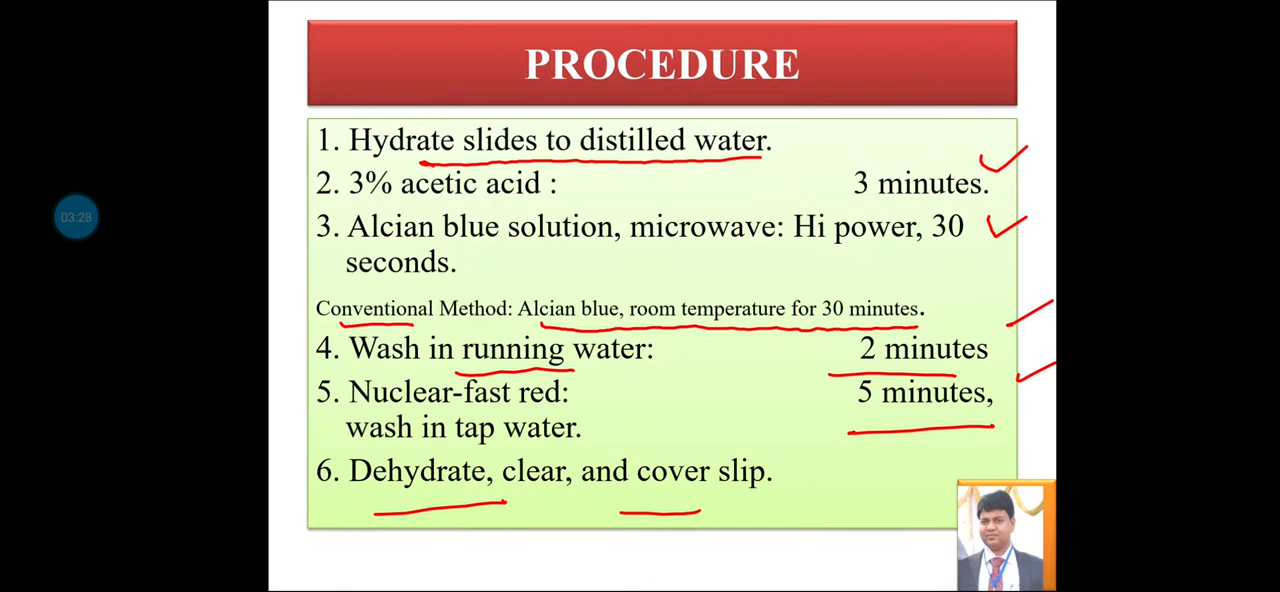 PROCEDURE
1. Hydrate slides to distilled water.
2. 3% acetic acid : 3 minutes.
03:28
3. Alcian blue solution, microwave: Hi power, 30
seconds.
Conventional Method: Alcian blue, room temperature for 30 minutes.
4. Wash in running water: 2 minutes
5. Nuclear-fast red: 5 minutes,
wash in tap water.
6. Dehydrate, clear, and cover slip.